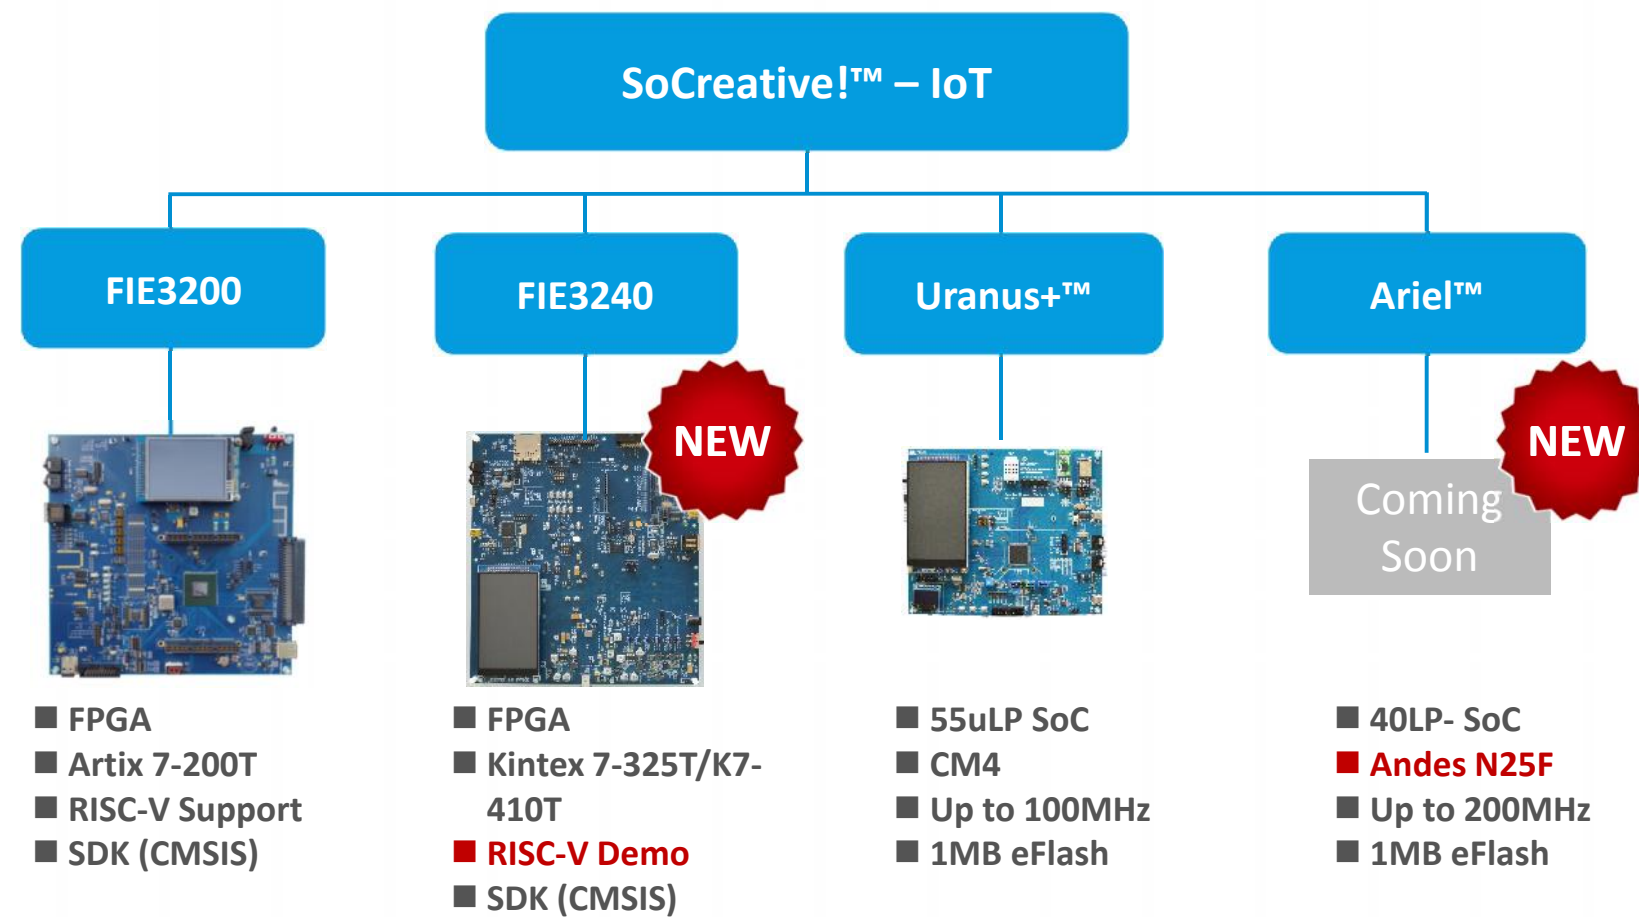 SoCreative!™ – IoT
FIE3200
FIE3240
Uranus+™
Ariel™
NEW
NEW
Coming
Soon
FPGA
Artix 7-200T
RISC-V Support
SDK (CMSIS)
FPGA
Kintex 7-325T/K7-
410T
RISC-V Demo
SDK (CMSIS)
55uLP SoC
CM4
Up to 100MHz
1MB eFlash
40LP- SoC
Andes N25F
Up to 200MHz
1MB eFlash